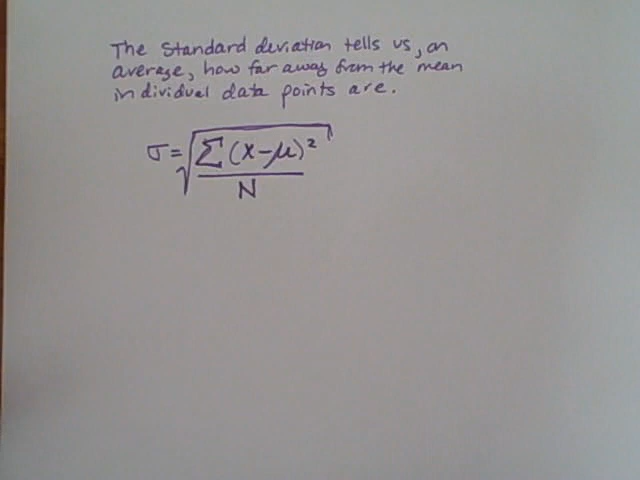 The Standard deviation tells us, on
average, how far away from the mean
individual data points are.
σ = √(Σ(x-μ)²
N)